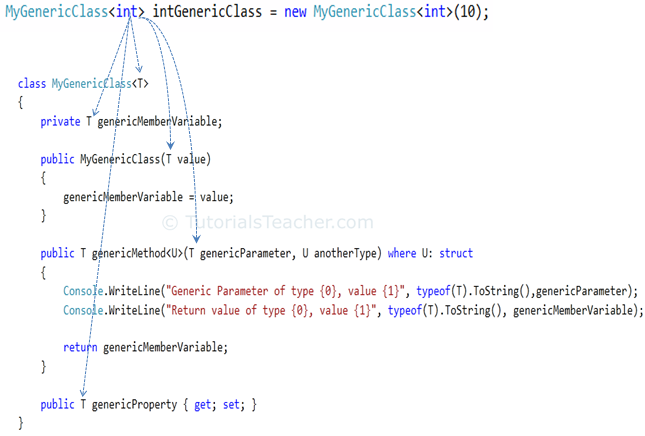 MyGenericClass<int> intGenericClass = new MyGenericClass<int>(10);
class MyGenericClass<T>
{
private T genericMemberVariable;
public MyGenericClass(T value)
{
genericMemberVariable = value;
}
© TutorialsTeacher.com
public T genericMethod<U>(T genericParameter, U anotherType) where U: struct
{
Console.WriteLine("Generic Parameter of type {0}, value {1}", typeof(T).ToString(),genericParameter);
Console.WriteLine("Return value of type {0}, value {1}", typeof(T).ToString(), genericMemberVariable);
return genericMemberVariable;
}
public T genericProperty { get; set; }
}